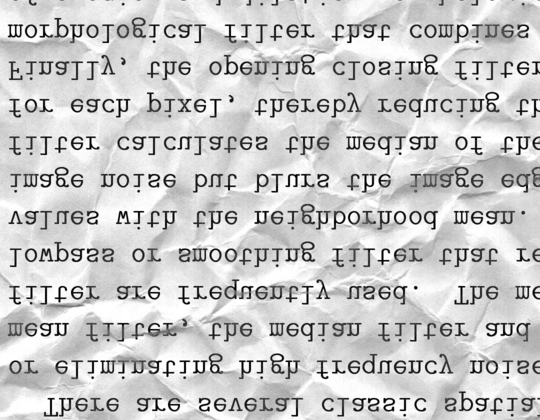 There are several classic spatia
or eliminating high frequency noise
mean filter, the median filter and
filter are frequently used. The me
lowpass or smoothing filter that re
values with the neighborhood mean.
image noise but blurs the image edg
filter calculates the median of the
for each pixel, thereby reducing th
Finally, the opening closing filter
morphological filter that combines